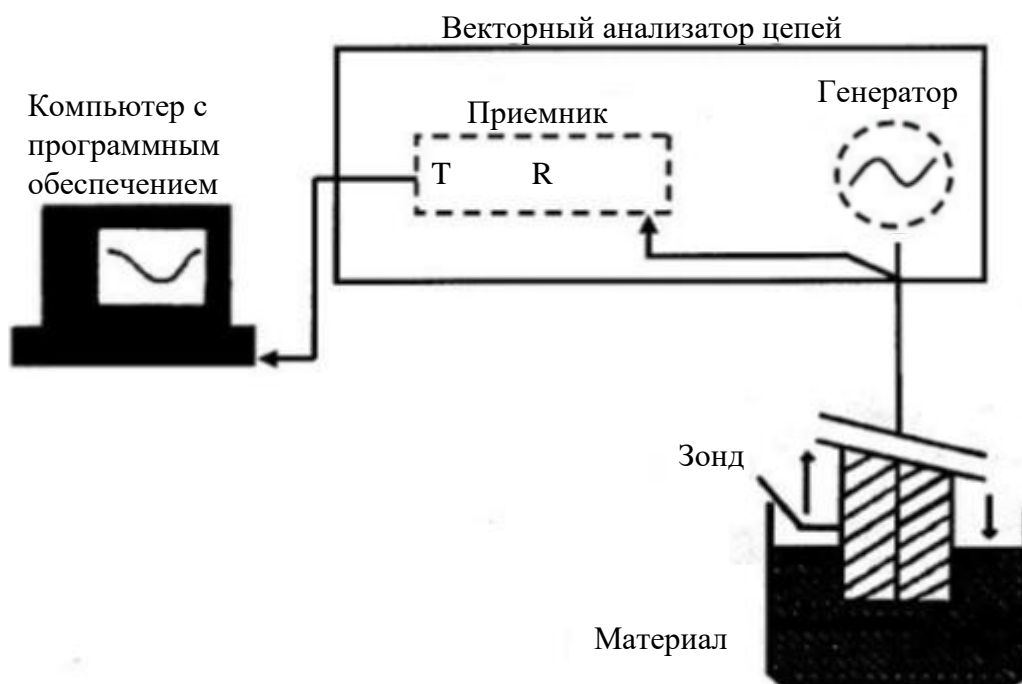 Векторный анализатор цепей
Компьютер с
программным
обеспечением
Приемник
Генератор
T R
Зонд
Материал